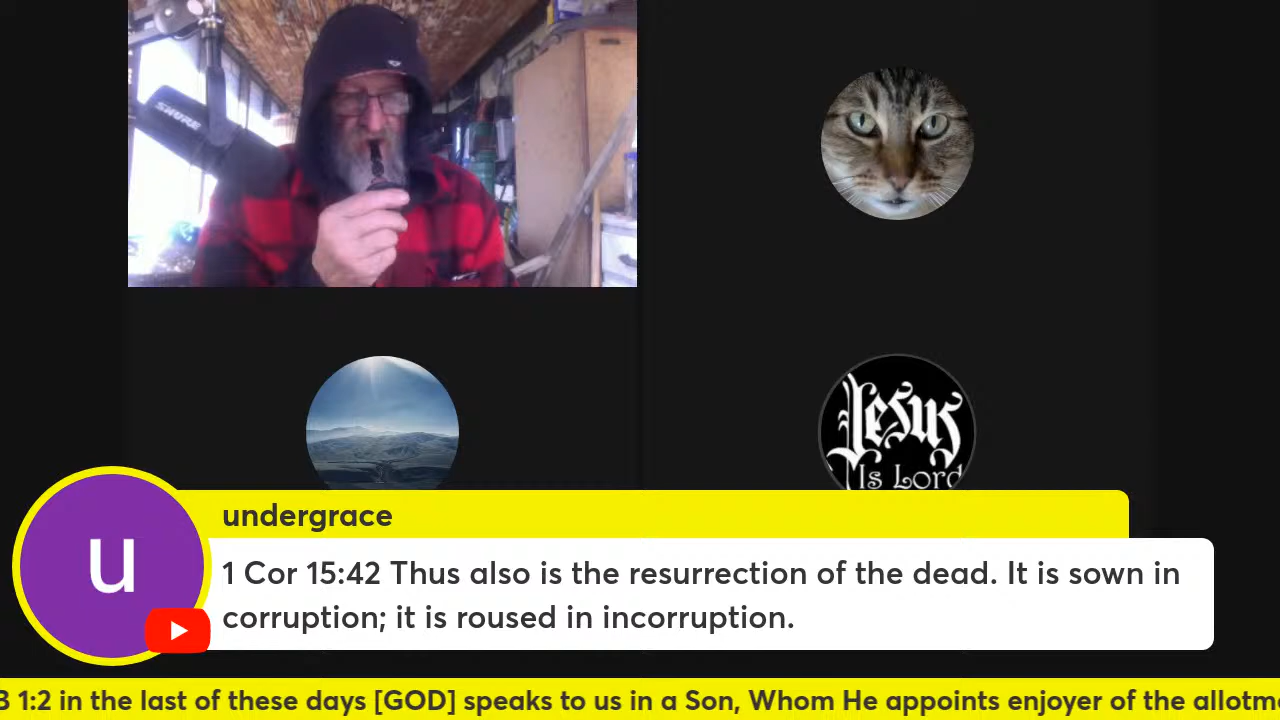 SHURE
Jesus
Is Lord
u
undergrace
1 Cor 15:42 Thus also is the resurrection of the dead. It is sown in
corruption; it is roused in incorruption.
B 1:2 in the last of these days [GOD] speaks to us in a Son, Whom He appoints enjoyer of the allotm